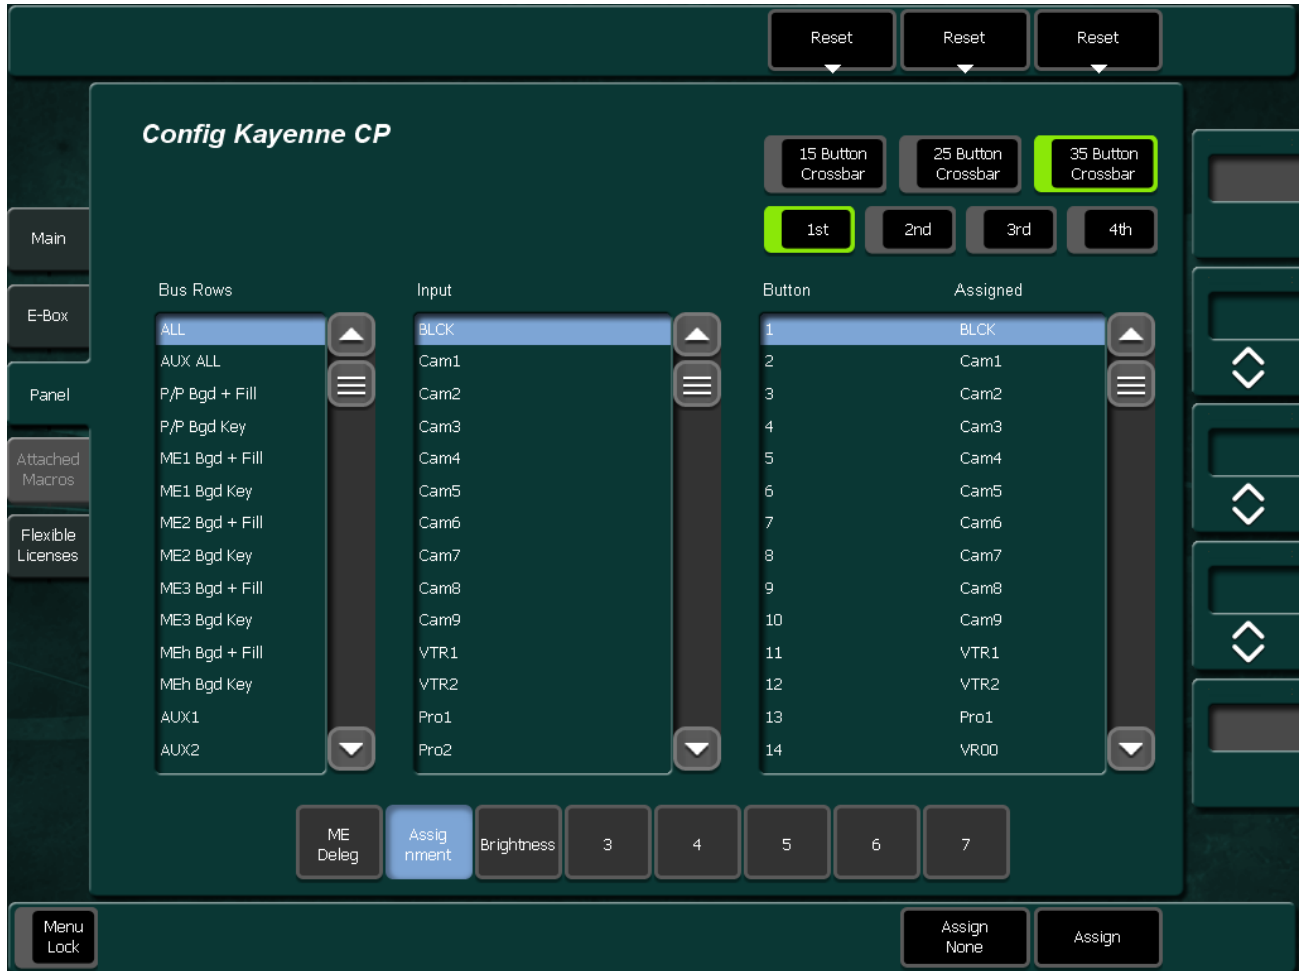 Reset Reset Reset
Config Kayenne CP
15 Button Crossbar 25 Button Crossbar 35 Button Crossbar
1st 2nd 3rd 4th
Main
E-Box
Panel
Attached
Macros
Flexible
Licenses
Bus Rows Input Button Assigned
ALL BLCK 1 BLCK
AUX ALL Cam1 2 Cam1
P/P Bgd + Fill Cam2 3 Cam2
P/P Bgd Key Cam3 4 Cam3
ME1 Bgd + Fill Cam4 5 Cam4
ME1 Bgd Key Cam5 6 Cam5
ME2 Bgd + Fill Cam6 7 Cam6
ME2 Bgd Key Cam7 8 Cam7
ME3 Bgd + Fill Cam8 9 Cam8
ME3 Bgd Key Cam9 10 Cam9
MEh Bgd + Fill VTR1 11 VTR1
MEh Bgd Key VTR2 12 VTR2
AUX1 Pro1 13 Pro1
AUX2 Pro2 14 VR00
ME Deleg Assig nment Brightness 3 4 5 6 7
Menu Lock Assign None Assign